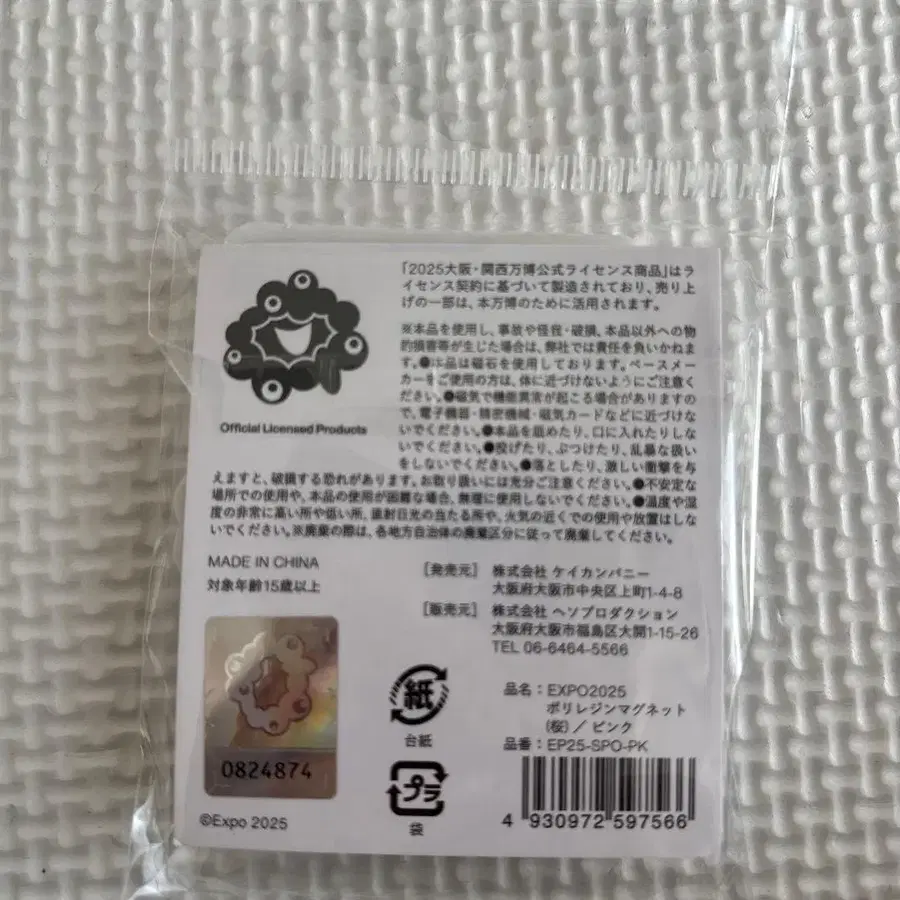 「2025大阪・関西万博公式ライセンス商品」はラ
イセンス契約に基づいて製造されており、売り上
げの一部は、本万博のために活用されます。
※本品を使用し、事故や怪我・破損、本品以外への物
的損害等が生じた場合は、弊社では責任を負いかねま
す。●本品は磁石を使用しております。ペースメー
カーをご使用の方は、体に近づけないようにご注意く
ださい。●磁気で機能異常が起こる場合がありますの
で、電子機器・精密機械・磁気カードなどに近づけな
いでください。●本品を舐めたり、口に入れたりしな
いでください。●投げたり、ぶつけたり、乱暴な扱い
をしないでください。●落としたり、激しい衝撃を与
えますと、破損する恐れがあります。お取り扱いには充分ご注意ください。●不安定な
場所での使用や、本品の使用が困難な場合、無理に使用しないでください。●温度や湿
度の非常に高い所や低い所、直射日光の当たる所や、火気の近くでの使用や放置はしな
いでください。※廃棄の際は、各地方自治体の廃棄区分に従って廃棄してください。
Official Licensed Products
MADE IN CHINA
対象年齢15歳以上
[発売元] 株式会社 ケイカンパニー
大阪府大阪市中央区上町1-4-8
[販売元] 株式会社 ヘソプロダクション
大阪府大阪市福島区大開1-15-26
TEL 06-6464-5566
紙
台紙
プラ
袋
品名：EXPO2025
ポリレジンマグネット
(桜)／ピンク
品番：EP25-SPO-PK
4 930972 597566
0824874
©Expo 2025